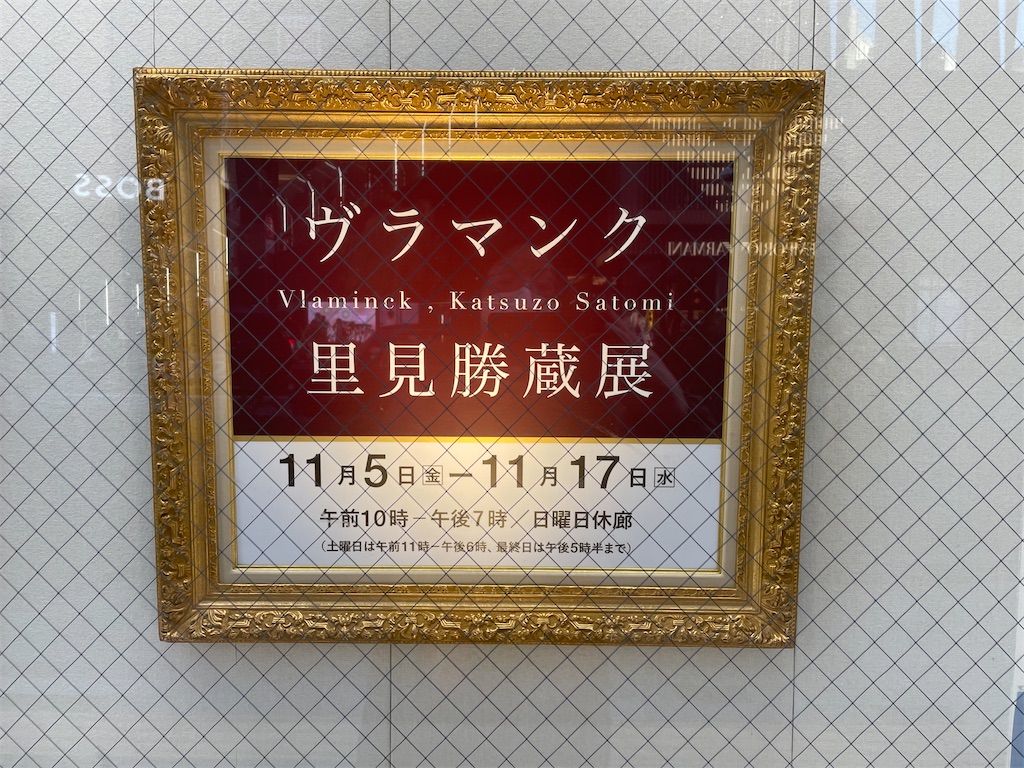 ヴラマンク
Vlaminck , Katsuzo Satomi
里見勝蔵展
11月5日金ー11月17日水
午前10時ー午後7時／日曜日休廊
（土曜日は午前11時ー午後6時、最終日は午後5時半まで）
BOSS
EMPORIO ARMANI